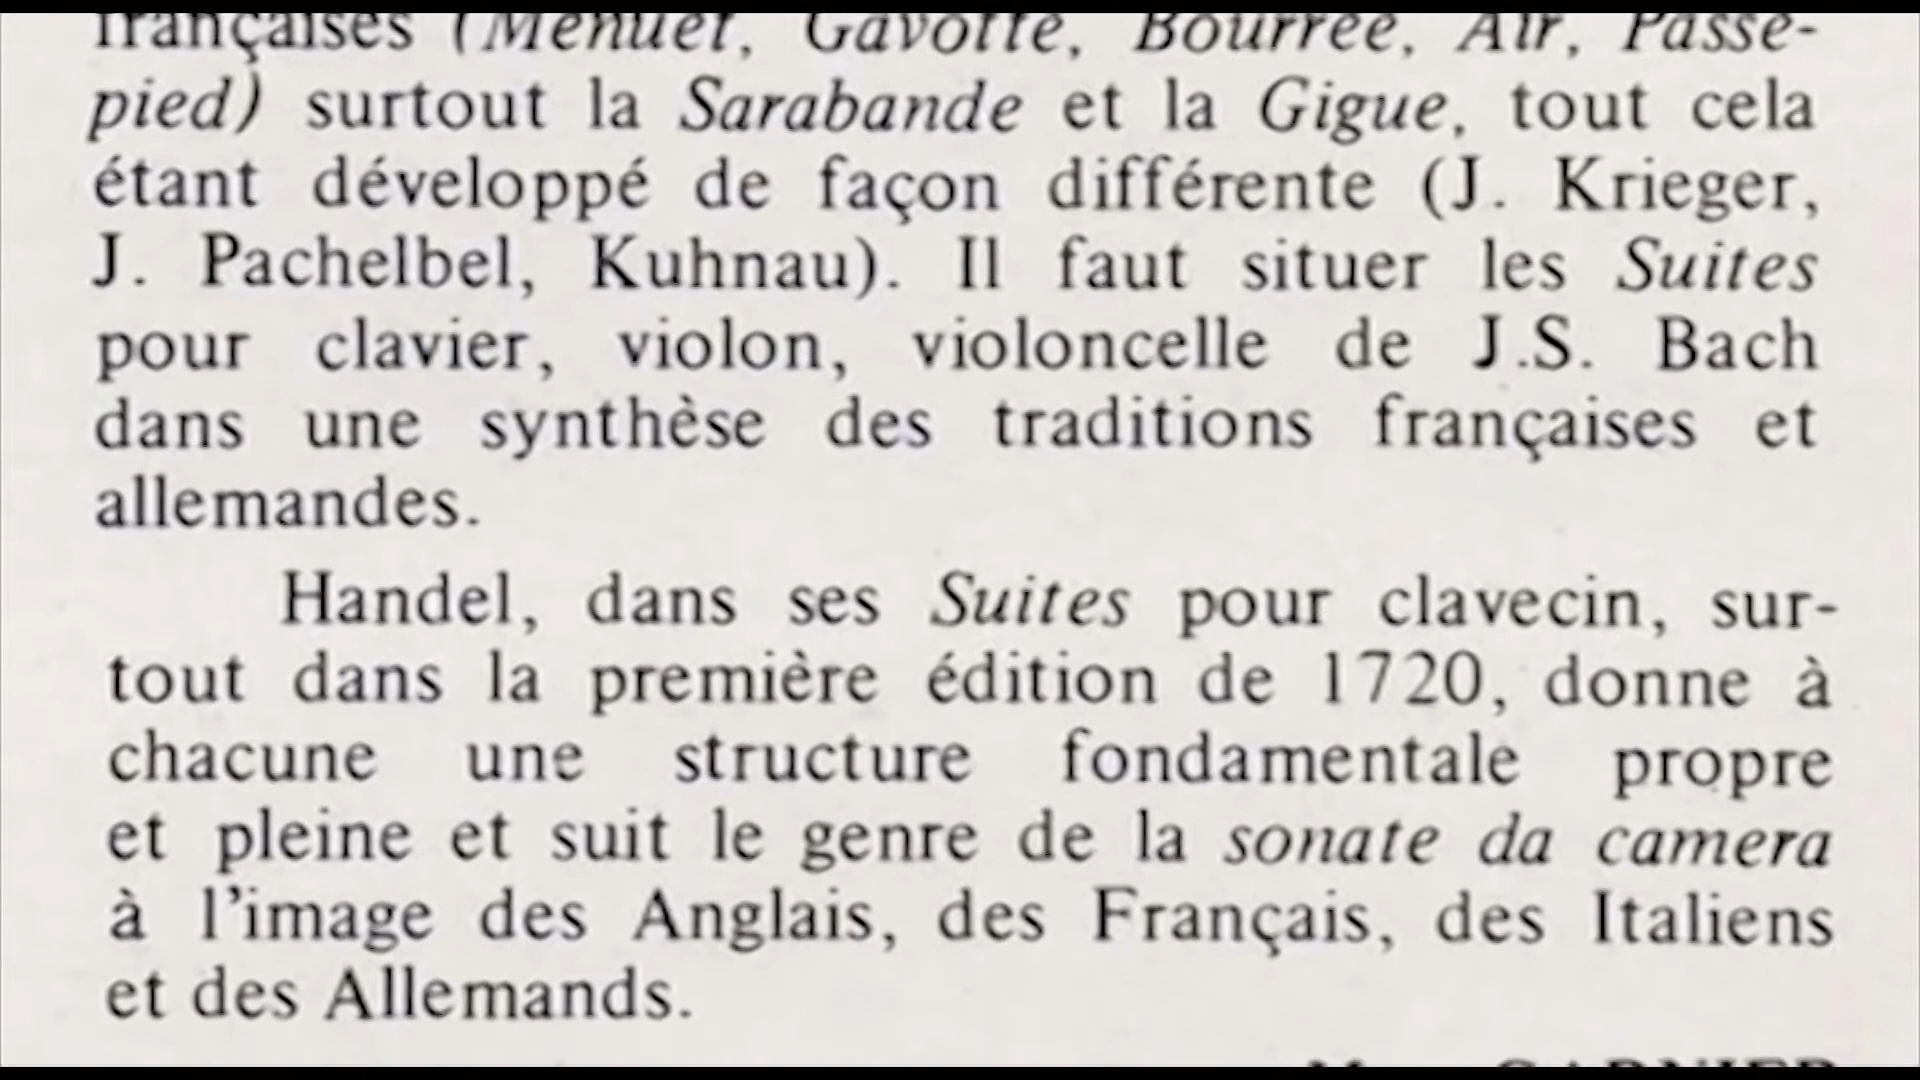 françaises (Menuet, Gavotte, Bourrée, Air, Passe-
pied) surtout la Sarabande et la Gigue, tout cela
étant développé de façon différente (J. Krieger,
J. Pachelbel, Kuhnau). Il faut situer les Suites
pour clavier, violon, violoncelle de J.S. Bach
dans une synthèse des traditions françaises et
allemandes.
Handel, dans ses Suites pour clavecin, sur-
tout dans la première édition de 1720, donne à
chacune une structure fondamentale propre
et pleine et suit le genre de la sonate da camera
à l'image des Anglais, des Français, des Italiens
et des Allemands.